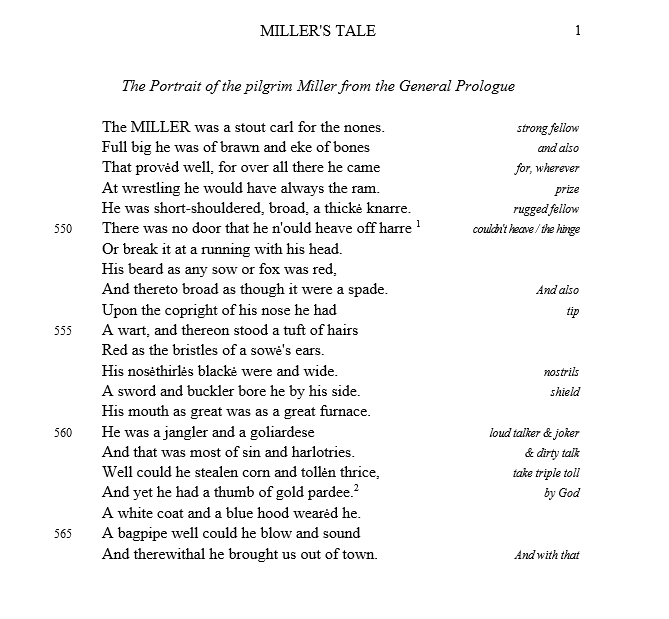 MILLER'S TALE 1
The Portrait of the pilgrim Miller from the General Prologue
The MILLER was a stout carl for the nones. strong fellow
Full big he was of brawn and eke of bones and also
That provèd well, for over all there he came for, wherever
At wrestling he would have always the ram. prize
He was short-shouldered, broad, a thickè knarre. rugged fellow
550 There was no door that he n'ould heave off harre 1 couldn't heave / the hinge
Or break it at a running with his head.
His beard as any sow or fox was red,
And thereto broad as though it were a spade. And also
Upon the copright of his nose he had tip
555 A wart, and thereon stood a tuft of hairs
Red as the bristles of a sowè's ears.
His nosèthirlès blackè were and wide. nostrils
A sword and buckler bore he by his side. shield
His mouth as great was as a great furnace.
560 He was a jangler and a goliardese loud talker & joker
And that was most of sin and harlotries. & dirty talk
Well could he stealen corn and tollèn thrice, take triple toll
And yet he had a thumb of gold pardee.2 by God
A white coat and a blue hood wearèd he.
565 A bagpipe well could he blow and sound
And therewithal he brought us out of town. And with that